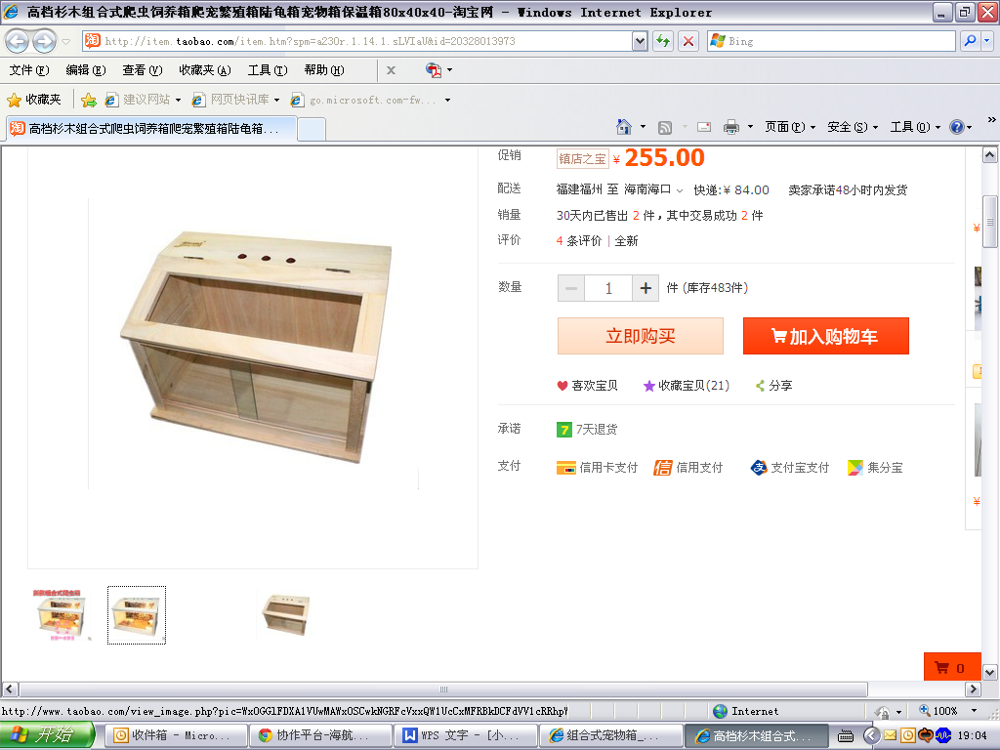 高档杉木组合式爬虫饲养箱爬宠繁殖箱陆龟箱宠物箱保温箱80x40x40-淘宝网 - Windows Internet Explorer
http://item.taobao.com/item.htm?spm=a230r.1.14.1.sLVIaU&id=20328013973
Bing
文件(F) 编辑(E) 查看(V) 收藏夹(A) 工具(T) 帮助(H)
收藏夹 建议网站 网页快讯库 go.microsoft.com-fw...
高档杉木组合式爬虫饲养箱爬宠繁殖箱陆龟箱... 页面(P) 安全(S) 工具(O)
促销 镇店之宝 ¥ 255.00
配送 福建福州 至 海南海口 快递:¥ 84.00 卖家承诺48小时内发货
销量 30天内已售出 2 件，其中交易成功 2 件
评价 4 条评价 | 全新
数量 1 件 (库存483件)
立即购买 加入购物车
喜欢宝贝 收藏宝贝(21) 分享
承诺 7 7天退货
支付 信用卡支付 信用支付 支付宝支付 集分宝
¥
¥
0
Internet 100%
开始 收件箱 - Micro... 协作平台-海航... WPS 文字 - [小... 组合式宠物箱_... 高档杉木组合式... 19:04